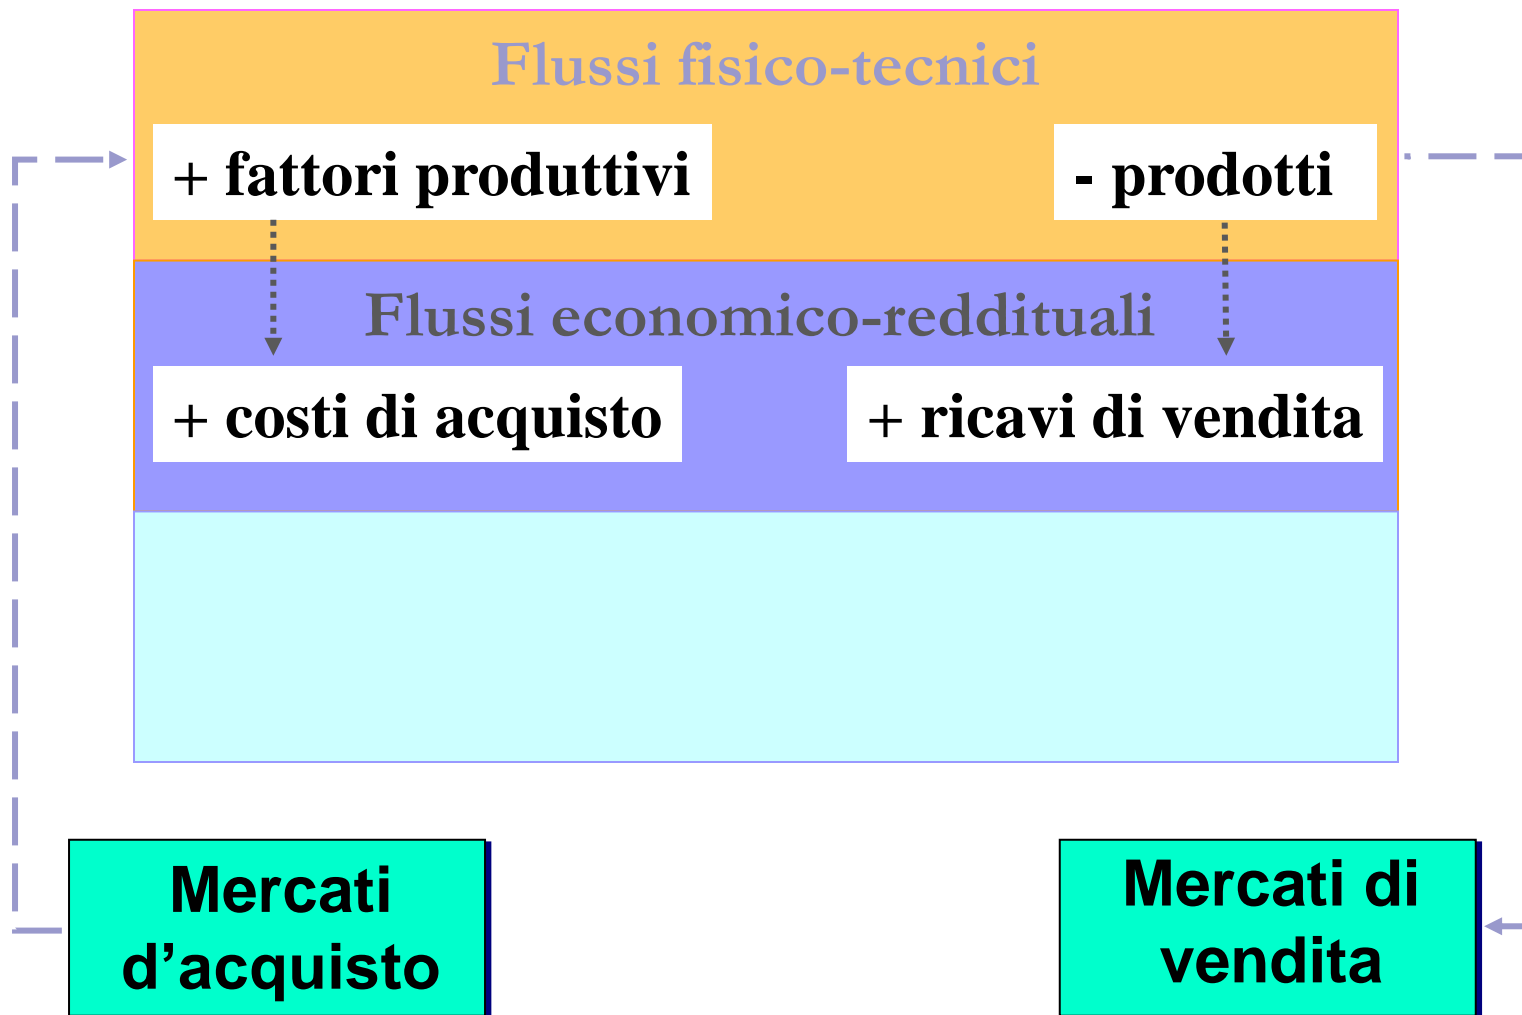 Flussi fisico-tecnici
+ fattori produttivi
- prodotti
Flussi economico-reddituali
+ costi di acquisto
+ ricavi di vendita
Mercati
d’acquisto
Mercati di
vendita